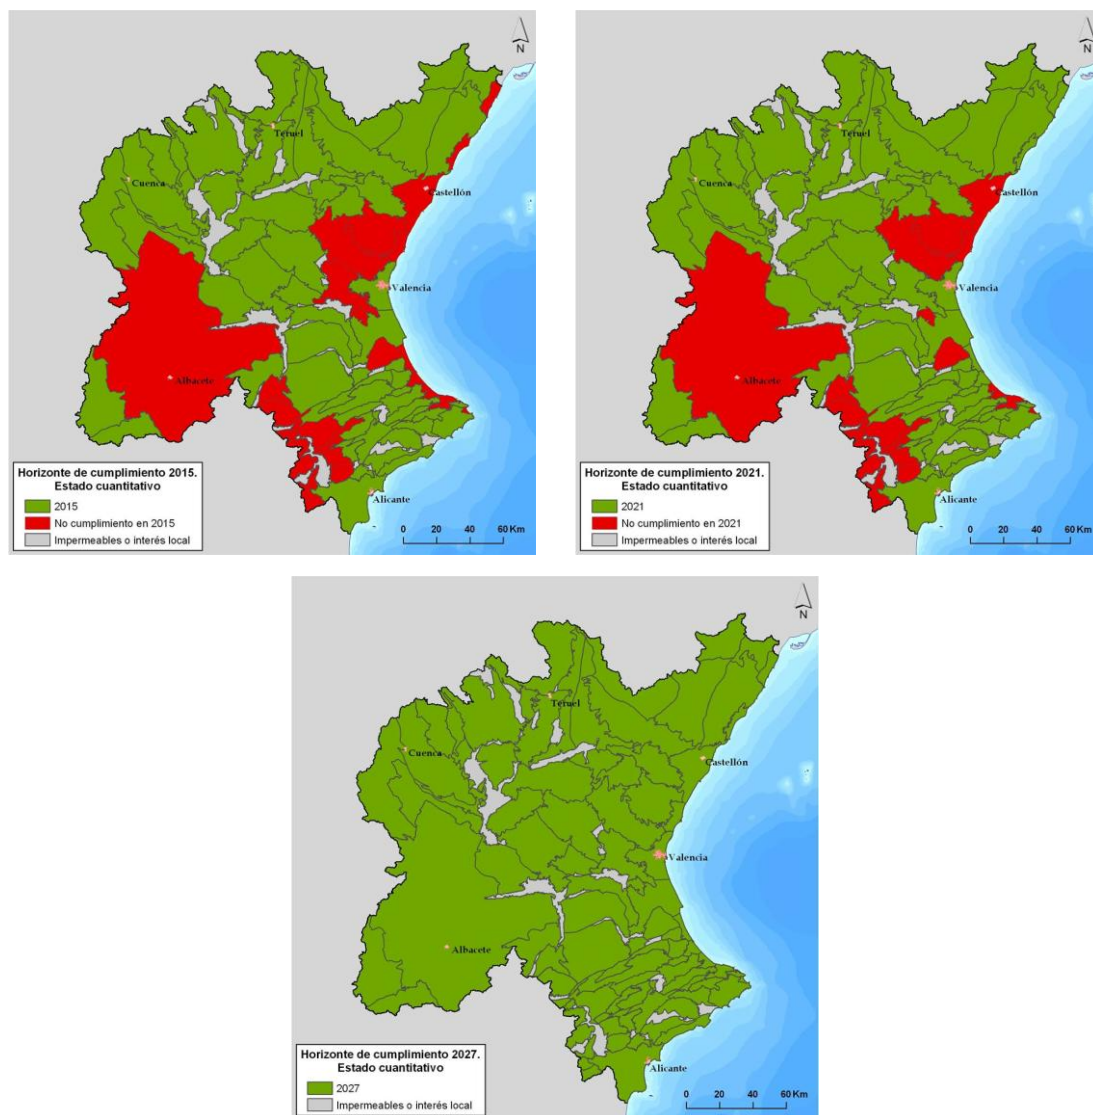 N
Teruel
Cuenca
Castellón
Valencia
Albacete
Alicante
Horizonte de cumplimiento 2015.
Estado cuantitativo
2015
No cumplimiento en 2015
Impermeables o interés local
0 20 40 60 Km
N
Teruel
Cuenca
Castellón
Valencia
Albacete
Alicante
Horizonte de cumplimiento 2021.
Estado cuantitativo
2021
No cumplimiento en 2021
Impermeables o interés local
0 20 40 60 Km
N
Teruel
Cuenca
Castellón
Valencia
Albacete
Alicante
Horizonte de cumplimiento 2027.
Estado cuantitativo
2027
Impermeables o interés local
0 20 40 60 Km